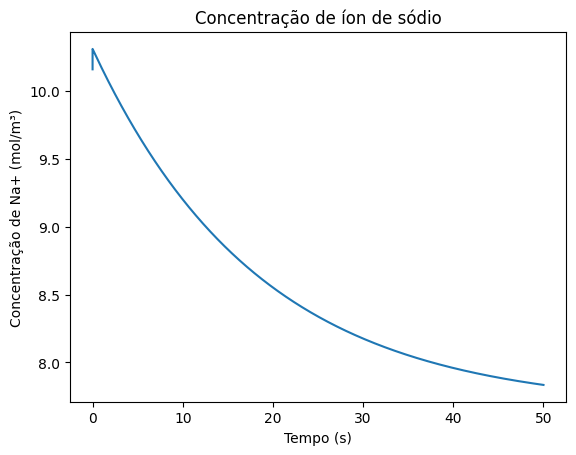 Concentração de íon de sódio
Concentração de Na+ (mol/m³)
10.0
9.5
9.0
8.5
8.0
0 10 20 30 40 50
Tempo (s)